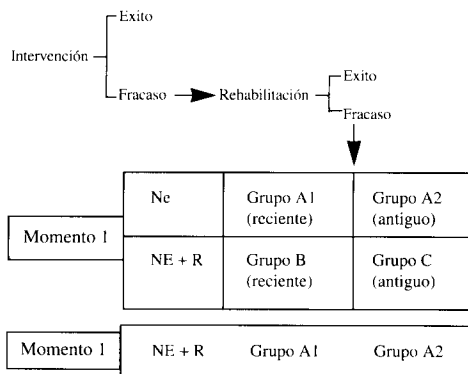 Exito
Intervención
Fracaso
Rehabilitación
Exito
Fracaso
Momento 1
Ne
Grupo A1
(reciente)
Grupo A2
(antiguo)
NE + R
Grupo B
(reciente)
Grupo C
(antiguo)
Momento 1
NE + R
Grupo A1
Grupo A2